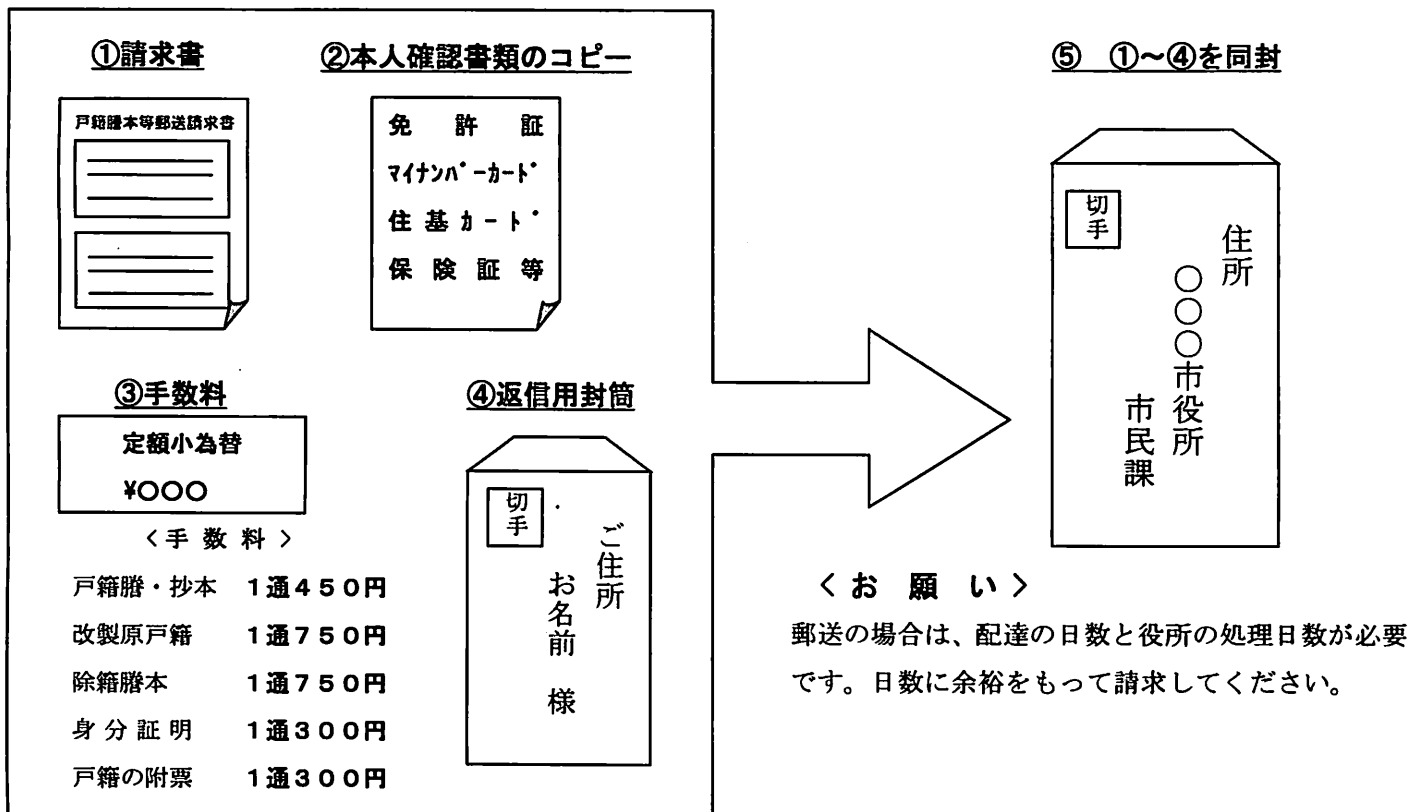 ①請求書
戸籍謄本等郵送請求書
②本人確認書類のコピー
免許証
マイナンバーカード
住基カード
保険証等
③手数料
定額小為替
¥○○○
〈手数料〉
戸籍謄・抄本 1通450円
改製原戸籍 1通750円
除籍謄本 1通750円
身分証明 1通300円
戸籍の附票 1通300円
④返信用封筒
切手
ご住所
お名前 様
⑤ ①~④を同封
切手
住所
○○○市役所
市民課
〈お願い〉
郵送の場合は、配達の日数と役所の処理日数が必要
です。日数に余裕をもって請求してください。